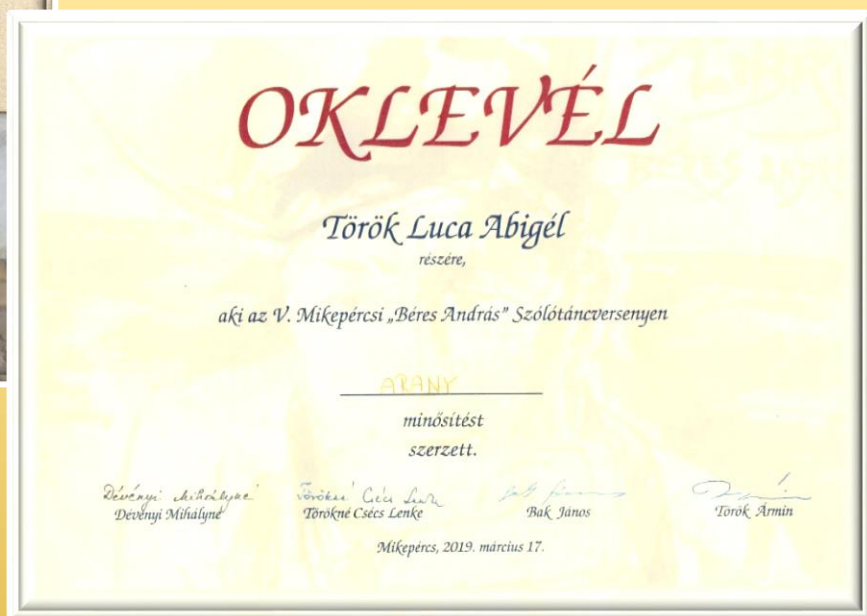 OKLEVÉL
Török Luca Abigél
részére,
aki az V. Mikepércsi „Béres András” Szólótáncversenyen
ARANY
minősítést
szerzett.
Dévényi Mihályné Törökné Csécs Lenke
Dévényi Mihályné Törökné Csécs Lenke Bak János Török Ármin
Mikepércs, 2019. március 17.